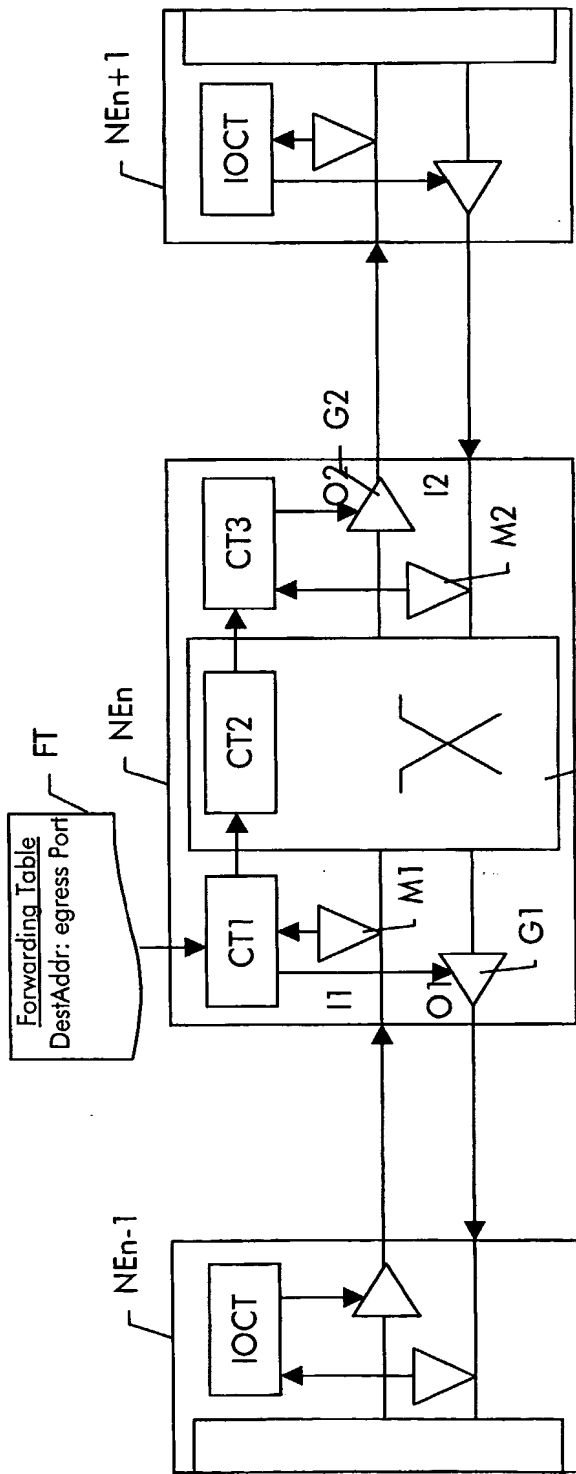 NEn-1
IOCT
Forwarding Table
DestAddr: egress Port
FT
NEn
CT1
CT2
CT3
I1
M1
O1
G1
O2
G2
I2
M2
NEn+1
IOCT